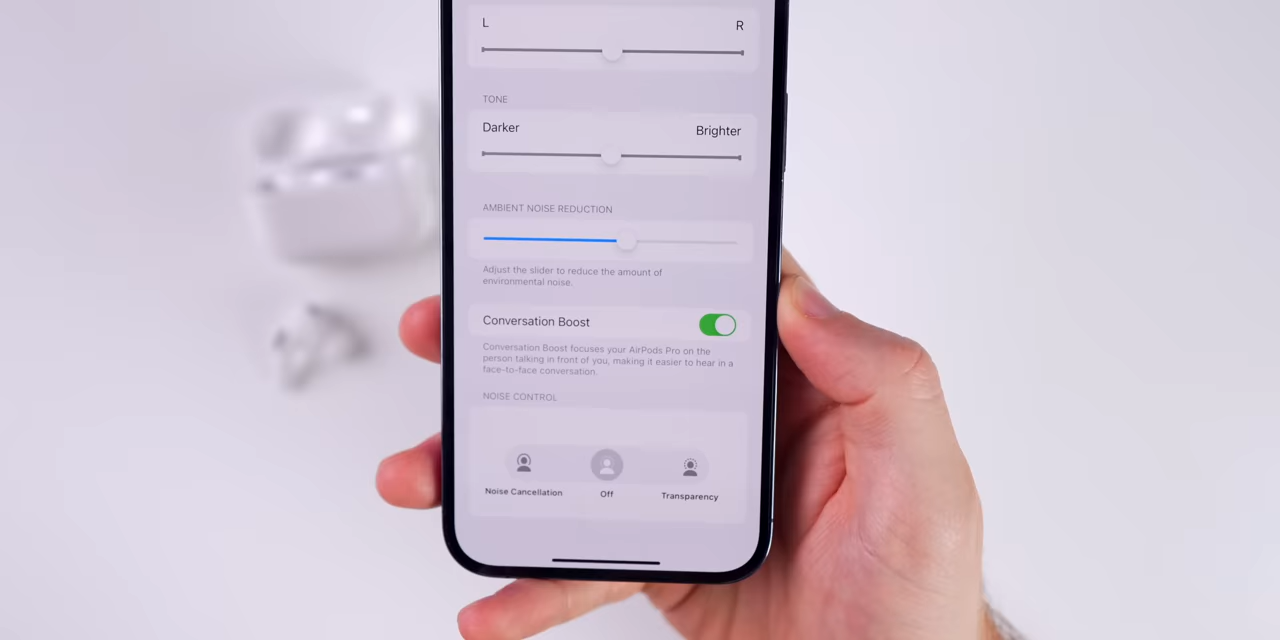 L
R
TONE
Darker
Brighter
AMBIENT NOISE REDUCTION
Adjust the slider to reduce the amount of
environmental noise.
Conversation Boost
Conversation Boost focuses your AirPods Pro on the
person talking in front of you, making it easier to hear in a
face-to-face conversation.
NOISE CONTROL
Noise Cancellation
Off
Transparency